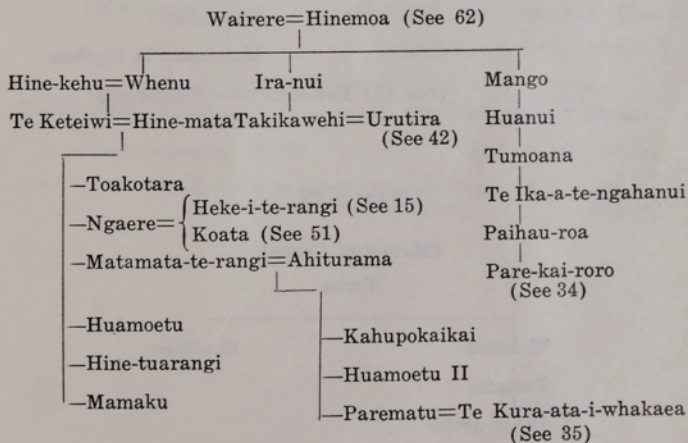 Wairere=Hinemoa (See 62)
Hine-kehu=Whenu Ira-nui Mango
Te Keteiwi=Hine-mata Takikawehi=Urutira Huanui
(See 42)
Tumoana
—Toakotara Te Ika-a-te-ngahanui
—Ngaere= Heke-i-te-rangi (See 15)
Koata (See 51) Paihau-roa
—Matamata-te-rangi=Ahiturama Pare-kai-roro
(See 34)
—Huamoetu —Kahupokaikai
—Hine-tuarangi —Huamoetu II
—Mamaku —Parematu=Te Kura-ata-i-whakaea
(See 35)